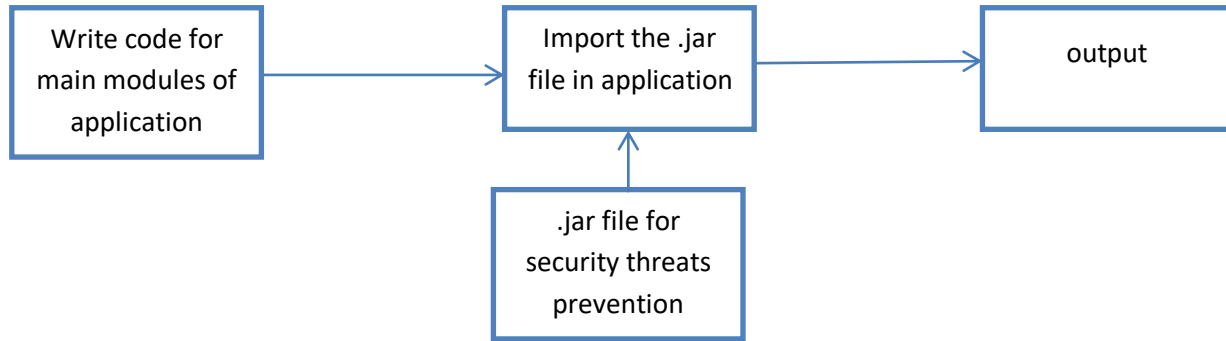 Write code for
main modules of
application
Import the .jar
file in application
output
.jar file for
security threats
prevention